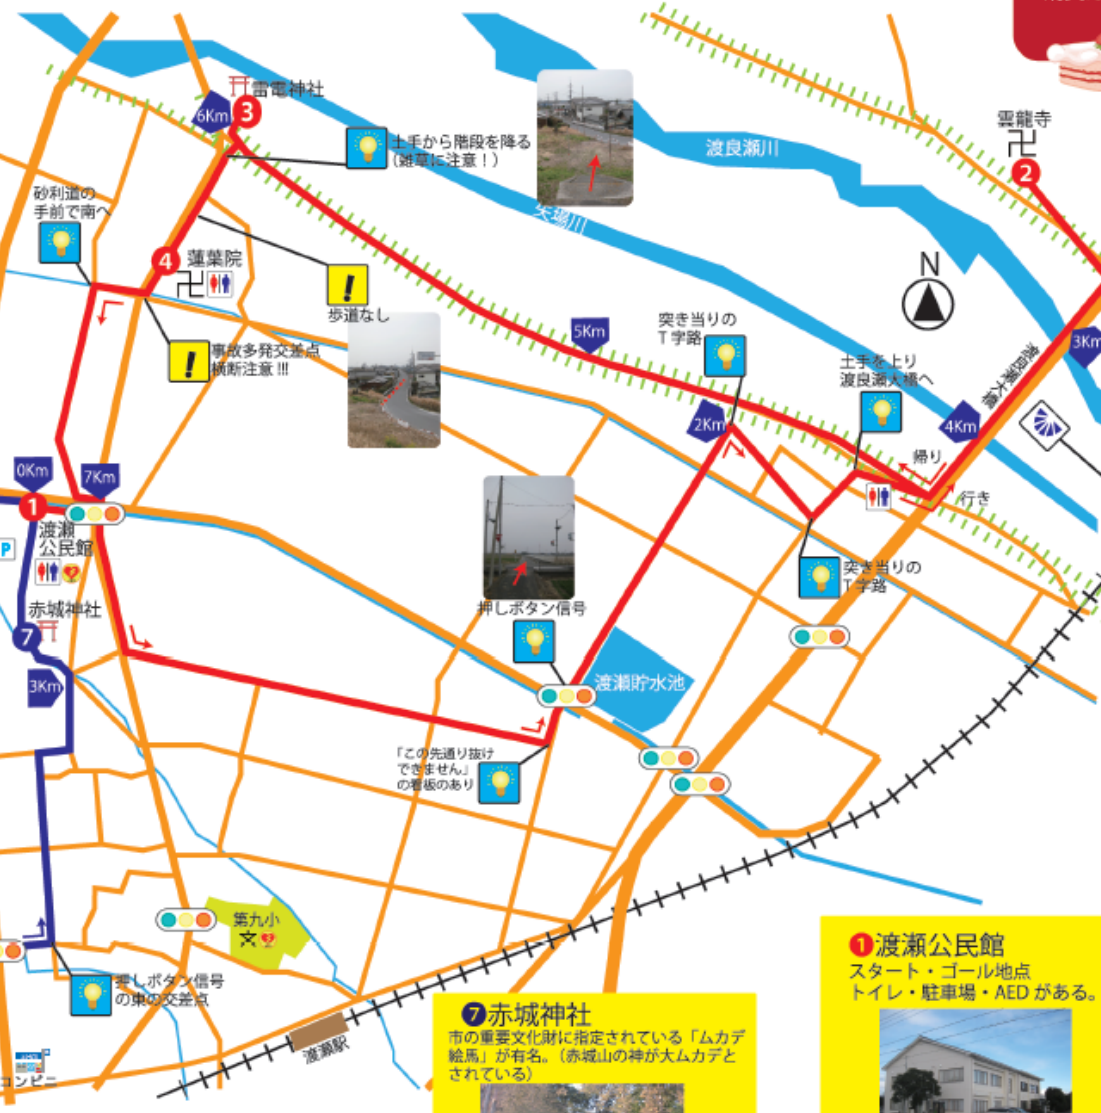 雷電神社
6Km
3
土手から階段を降る
(雑草に注意！)
渡良瀬川
矢場川
雲龍寺
2
砂利道の
手前で南へ
4
蓮葉院
!
歩道なし
!
事故多発交差点
横断注意 !!!
N
5Km
突き当りの
T字路
土手を上り
渡良瀬大橋へ
渡良瀬大橋
3Km
4Km
2Km
帰り
行き
0Km
7Km
1
渡瀬
公民館
P
赤城神社
7
3Km
突き当りの
T字路
押しボタン信号
渡瀬貯水池
「この先通り抜け
できません」
の看板のあり
第九小
文
押しボタン信号
の東の交差点
コンビニ
渡瀬駅
7赤城神社
市の重要文化財に指定されている「ムカデ
絵馬」が有名。（赤城山の神が大ムカデと
されている）
1渡瀬公民館
スタート・ゴール地点
トイレ・駐車場・AED がある。